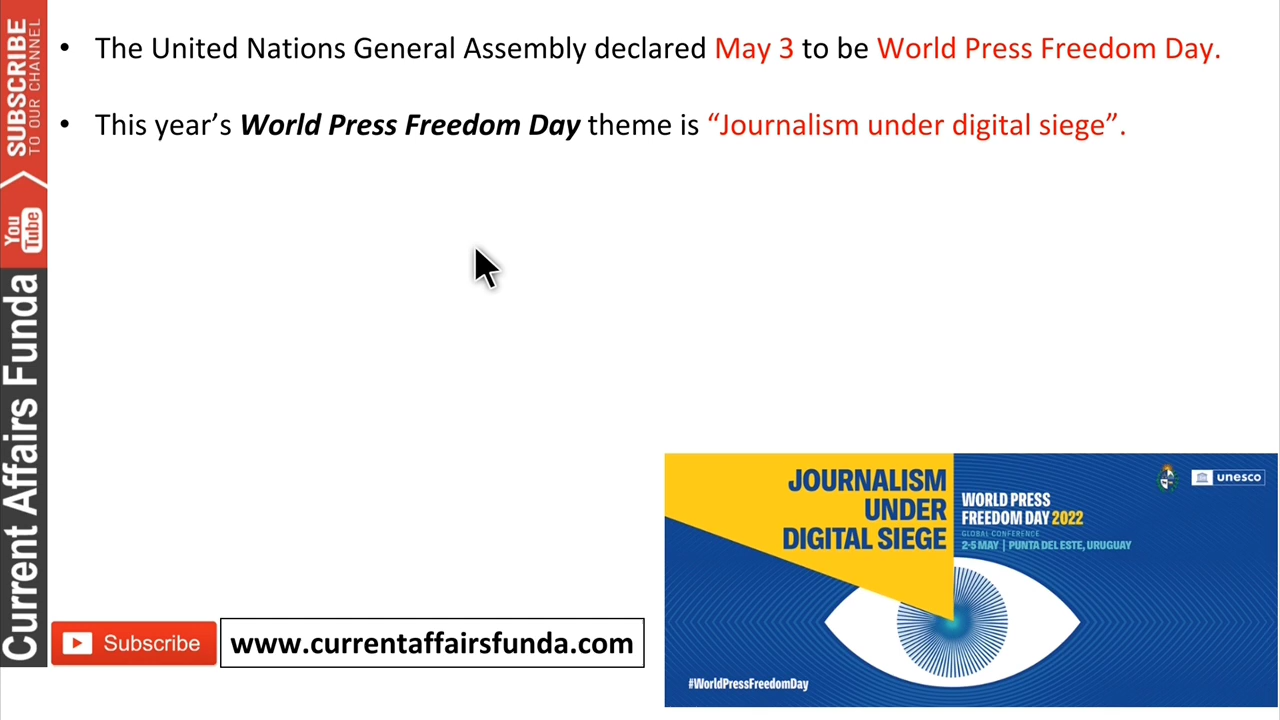 • The United Nations General Assembly declared May 3 to be World Press Freedom Day.
• This year’s World Press Freedom Day theme is “Journalism under digital siege”.
SUBSCRIBE
TO OUR CHANNEL
You
Tube
Current Affairs Funda
Subscribe
www.currentaffairsfunda.com
JOURNALISM
UNDER
DIGITAL SIEGE
WORLD PRESS
FREEDOM DAY 2022
GLOBAL CONFERENCE
2-5 MAY | PUNTA DEL ESTE, URUGUAY
unesco
#WorldPressFreedomDay